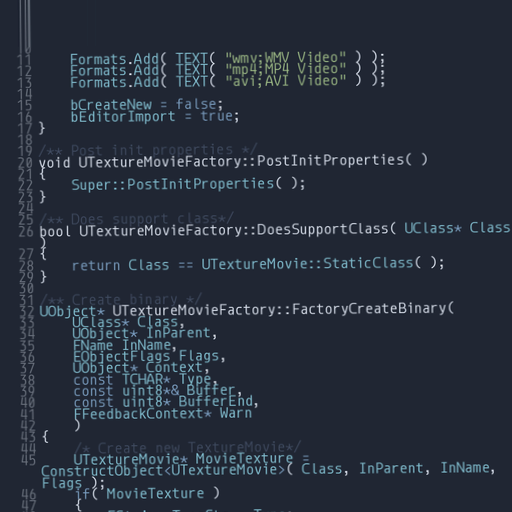 11 Formats.Add( TEXT( "wmv;WMV Video" ) );
12 Formats.Add( TEXT( "mp4;MP4 Video" ) );
13 Formats.Add( TEXT( "avi;AVI Video" ) );
14
15 bCreateNew = false;
16 bEditorImport = true;
17 }
18
19 /** Post init properties */
20 void UTextureMovieFactory::PostInitProperties( )
21 {
22 Super::PostInitProperties( );
23 }
24
25 /** Does support class*/
26 bool UTextureMovieFactory::DoesSupportClass( UClass* Class
)
27 {
28 return Class == UTextureMovie::StaticClass( );
29 }
30
31 /** Create binary */
32 UObject* UTextureMovieFactory::FactoryCreateBinary(
33 UClass* Class,
34 UObject* InParent,
35 FName InName,
36 EObjectFlags Flags,
37 UObject* Context,
38 const TCHAR* Type,
39 const uint8*& Buffer,
40 const uint8* BufferEnd,
41 FFeedbackContext* Warn
42 )
43 {
44 /* Create new TextureMovie*/
45 UTextureMovie* MovieTexture =
ConstructObject<UTextureMovie>( Class, InParent, InName,
Flags );
46 if( MovieTexture )
47 {